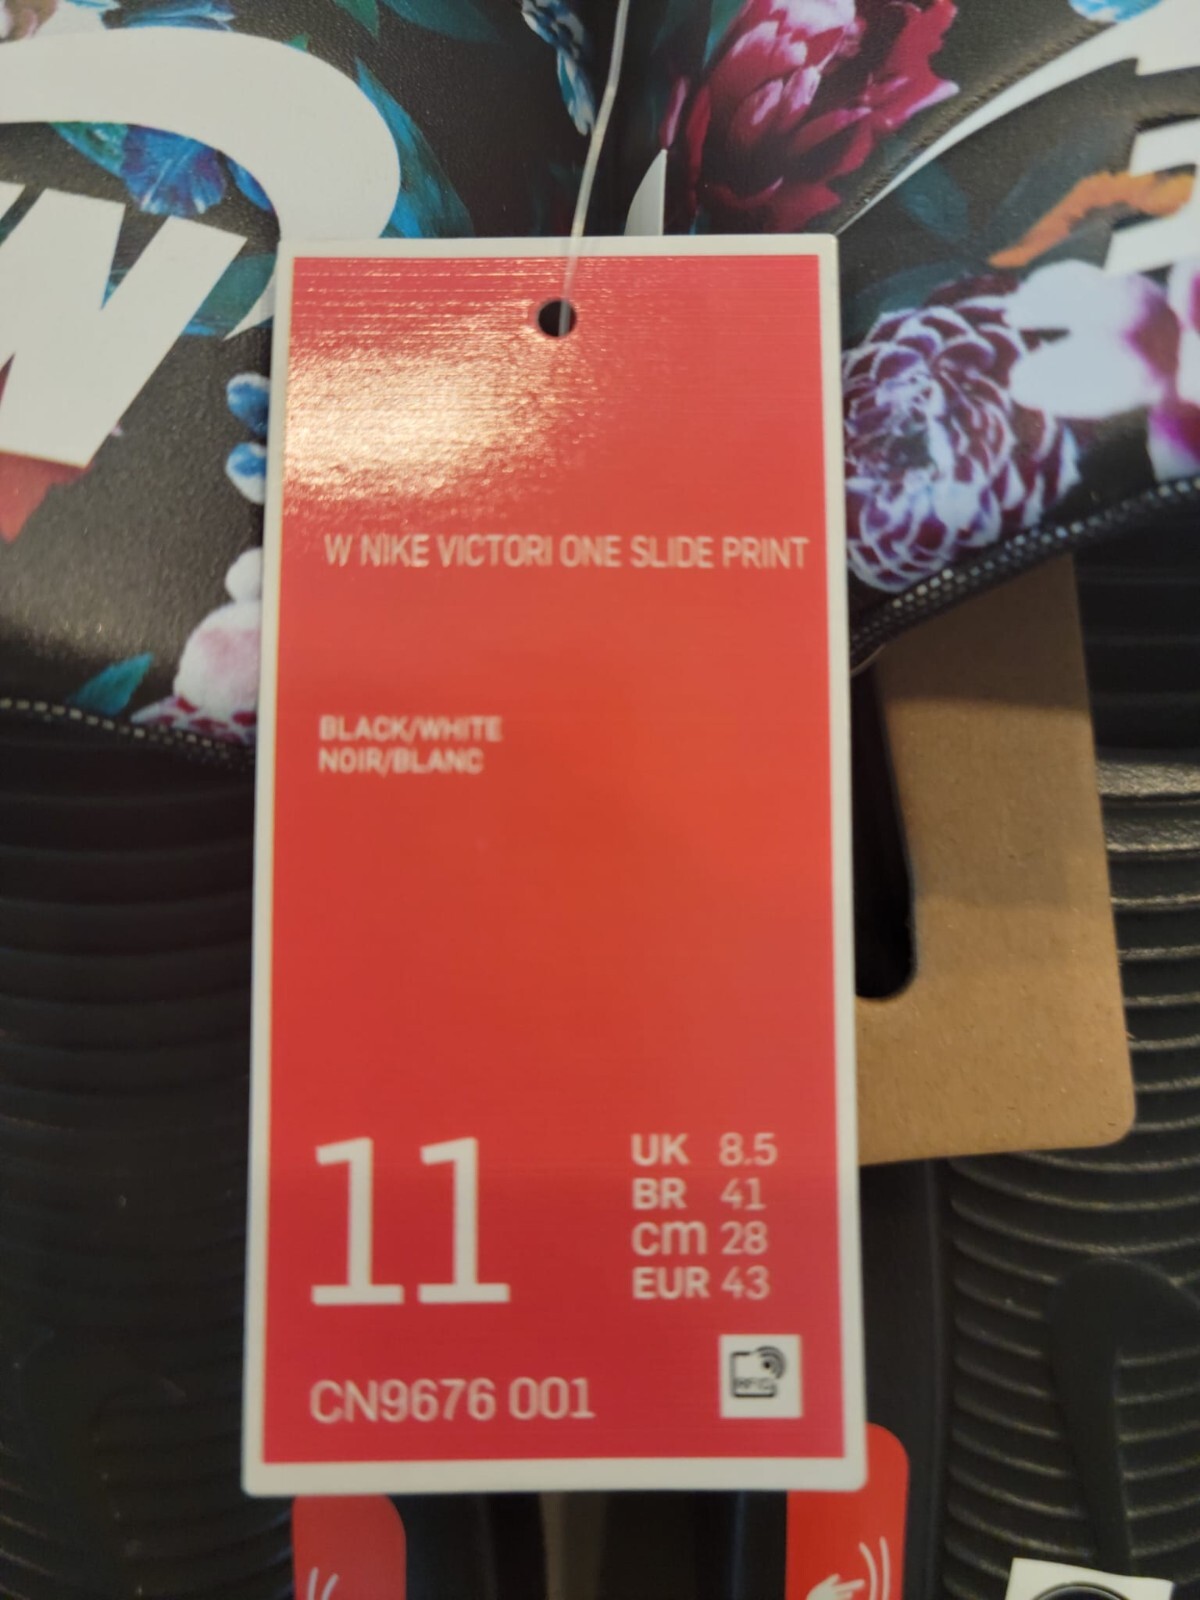 W NIKE VICTORI ONE SLIDE PRINT
BLACK/WHITE
NOIR/BLANC
11
UK 8.5
BR 41
cm 28
EUR 43
CN9676 001
RFID